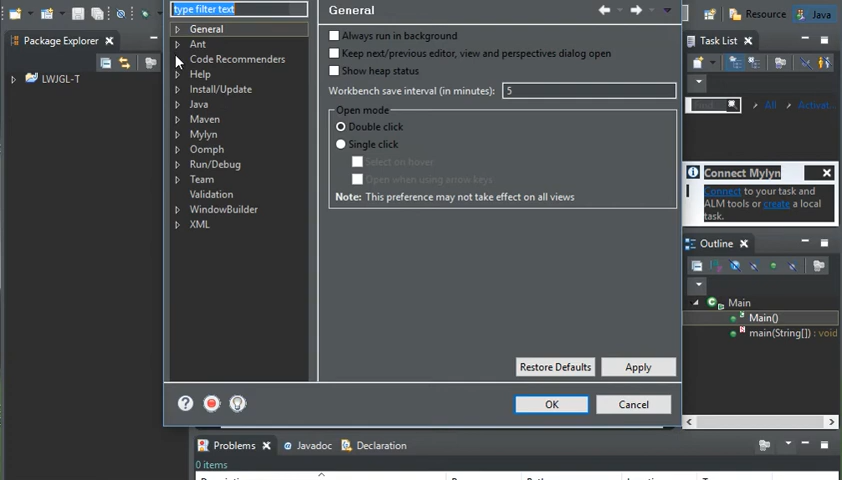 type filter text
General
Resource
Java
Package Explorer
Task List
LWJGL-T
General
Ant
Code Recommenders
Help
Install/Update
Java
Maven
Mylyn
Oomph
Run/Debug
Team
Validation
WindowBuilder
XML
Always run in background
Keep next/previous editor, view and perspectives dialog open
Show heap status
Workbench save interval (in minutes):
5
Open mode
Double click
Single click
Select on hover
Open when using arrow keys
Note: This preference may not take effect on all views
Restore Defaults
Apply
OK
Cancel
Find
All
Activat...
Connect Mylyn
Connect to your task and
ALM tools or create a local
task.
Outline
Main
Main()
main(String[]) : void
Problems
Javadoc
Declaration
0 items